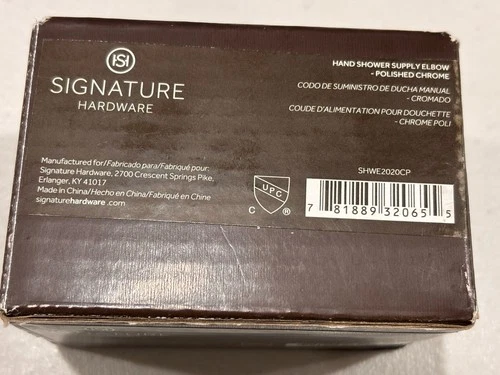 SH
SIGNATURE
HARDWARE
HAND SHOWER SUPPLY ELBOW
- POLISHED CHROME
CODO DE SUMINISTRO DE DUCHA MANUAL
- CROMADO
COUDE D'ALIMENTATION POUR DOUCHETTE
- CHROME POLI
Manufactured for/Fabricado para/Fabriqué pour:
Signature Hardware, 2700 Crescent Springs Pike,
Erlanger, KY 41017
Made in China/Hecho en China/Fabriqué en Chine
signaturehardware.com
SHWE2020CP
C UPC ®
7 81889 32065 5